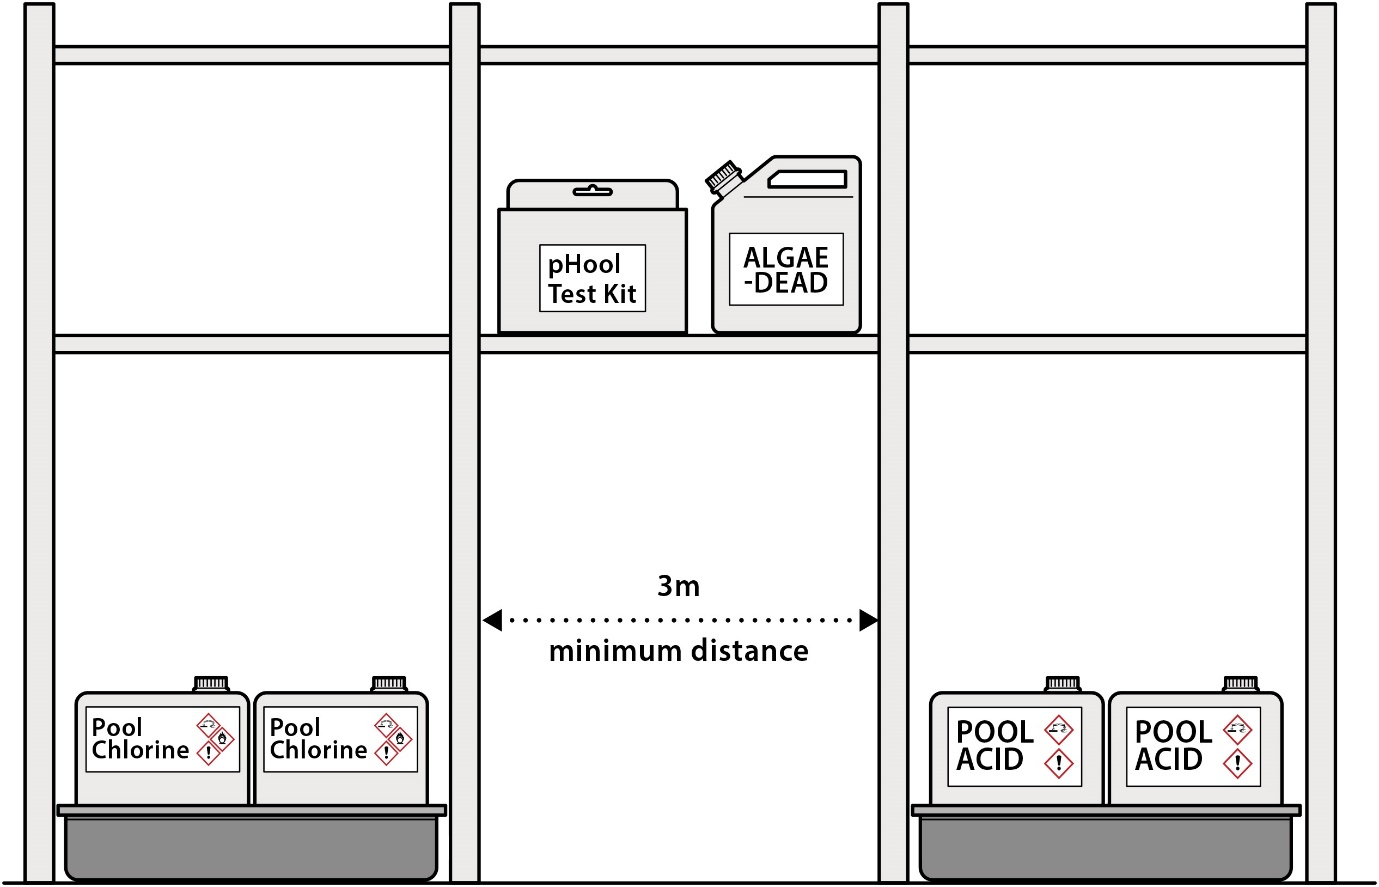 pHool
Test Kit
ALGAE
-DEAD
3m
minimum distance
Pool
Chlorine
Pool
Chlorine
POOL
ACID
POOL
ACID